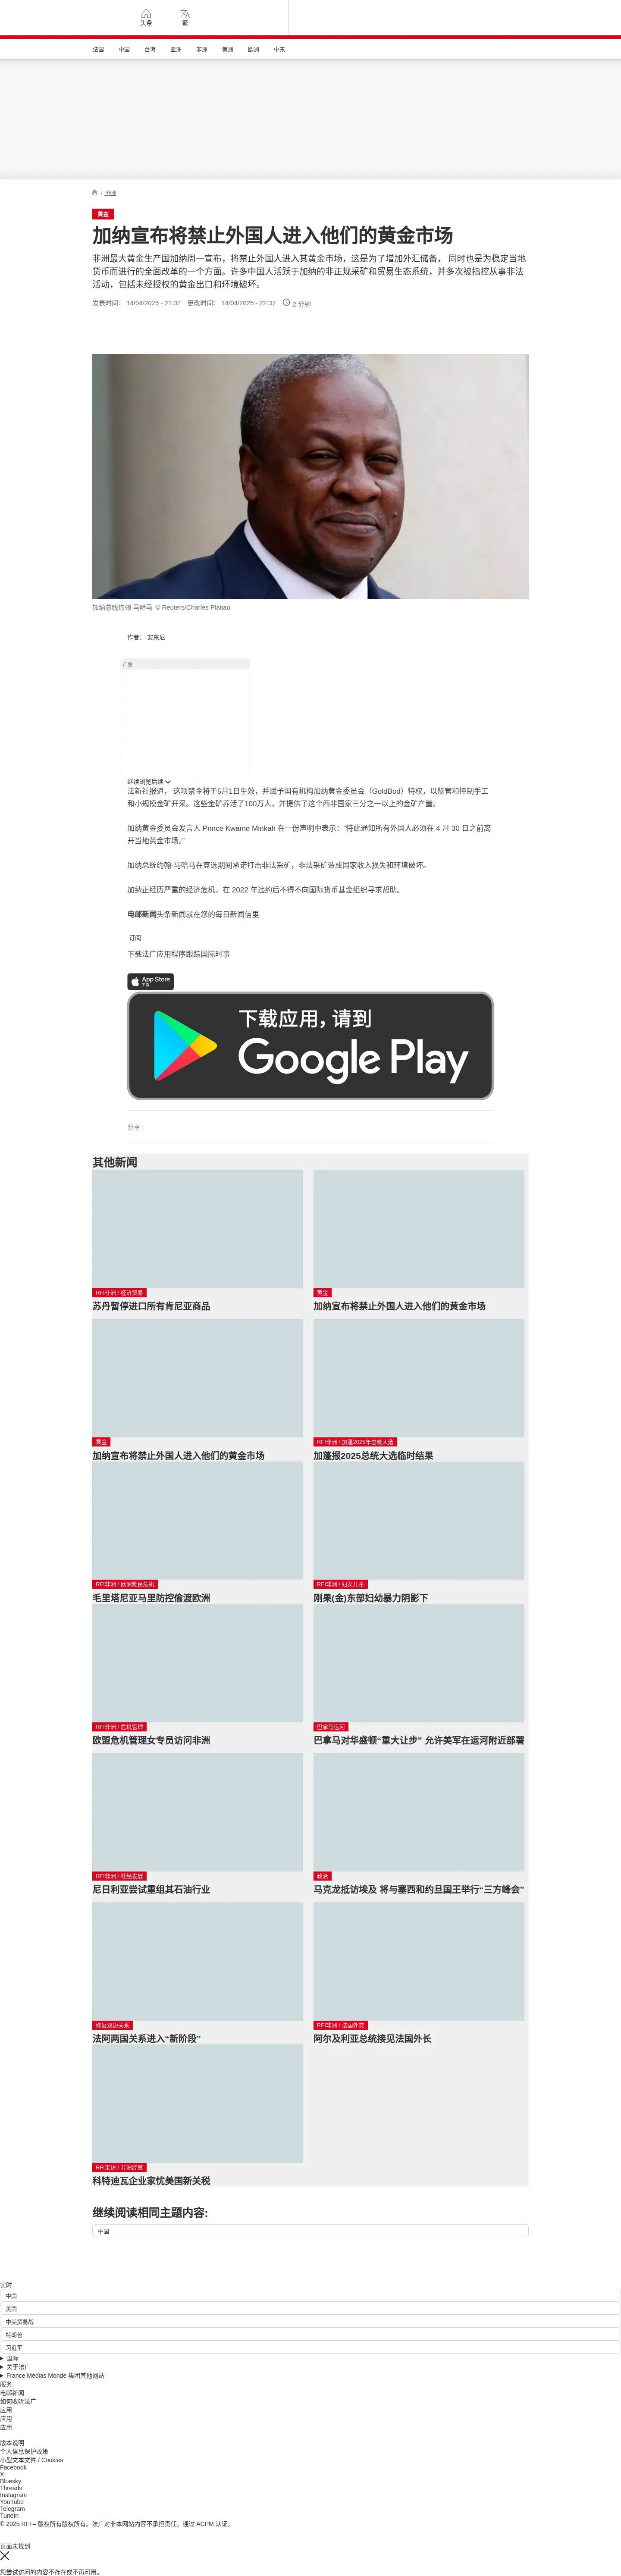 头条
繁
法国 中国 台海 亚洲 非洲 美洲 欧洲 中东
/ 非洲
黄金
加纳宣布将禁止外国人进入他们的黄金市场
非洲最大黄金生产国加纳周一宣布，将禁止外国人进入其黄金市场，这是为了增加外汇储备， 同时也是为稳定当地
货币而进行的全面改革的一个方面。许多中国人活跃于加纳的非正规采矿和贸易生态系统，并多次被指控从事非法
活动，包括未经授权的黄金出口和环境破坏。
发表时间： 14/04/2025 - 21:37 更改时间： 14/04/2025 - 22:37 2 分钟
加纳总统约翰·马哈马 © Reuters/Charles Platiau
作者： 安东尼
广告
继续浏览后续
法新社报道， 这项禁令将于5月1日生效，并赋予国有机构加纳黄金委员会（GoldBod）特权，以监管和控制手工
和小规模金矿开采。这些金矿养活了100万人，并提供了这个西非国家三分之一以上的金矿产量。
加纳黄金委员会发言人 Prince Kwame Minkah 在一份声明中表示：“特此通知所有外国人必须在 4 月 30 日之前离
开当地黄金市场。”
加纳总统约翰·马哈马在竞选期间承诺打击非法采矿，非法采矿造成国家收入损失和环境破坏。
加纳正经历严重的经济危机，在 2022 年违约后不得不向国际货币基金组织寻求帮助。
电邮新闻头条新闻就在您的每日新闻信里
订阅
下载法广应用程序跟踪国际时事
App Store
下载
下载应用，请到
Google Play
分享 :
其他新闻
RFI非洲 / 经济贸易
苏丹暂停进口所有肯尼亚商品
黄金
加纳宣布将禁止外国人进入他们的黄金市场
黄金
加纳宣布将禁止外国人进入他们的黄金市场
RFI非洲 / 加蓬2025年总统大选
加蓬报2025总统大选临时结果
RFI非洲 / 欧洲难民危机
毛里塔尼亚马里防控偷渡欧洲
RFI非洲 / 妇女儿童
刚果(金)东部妇幼暴力阴影下
RFI非洲 / 危机管理
欧盟危机管理女专员访问非洲
巴拿马运河
巴拿马对华盛顿“重大让步” 允许美军在运河附近部署
RFI非洲 / 社经发展
尼日利亚尝试重组其石油行业
政治
马克龙抵访埃及 将与塞西和约旦国王举行“三方峰会”
修复双边关系
法阿两国关系进入“新阶段”
RFI非洲 / 法国外交
阿尔及利亚总统接见法国外长
RFI采访 / 非洲经贸
科特迪瓦企业家忧美国新关税
继续阅读相同主题内容:
中国
实时
中国
美国
中美贸易战
特朗普
习近平
国际
关于法广
France Médias Monde 集团其他网站
服务
电邮新闻
如何收听法广
应用
应用
应用
版本说明
个人信息保护政策
小型文本文件 / Cookies
Facebook
X
Bluesky
Threads
Instagram
YouTube
Telegram
TuneIn
© 2025 RFI – 版权所有版权所有。法广对非本网站内容不承担责任。通过 ACPM 认证。
页面未找到
您尝试访问的内容不存在或不再可用。